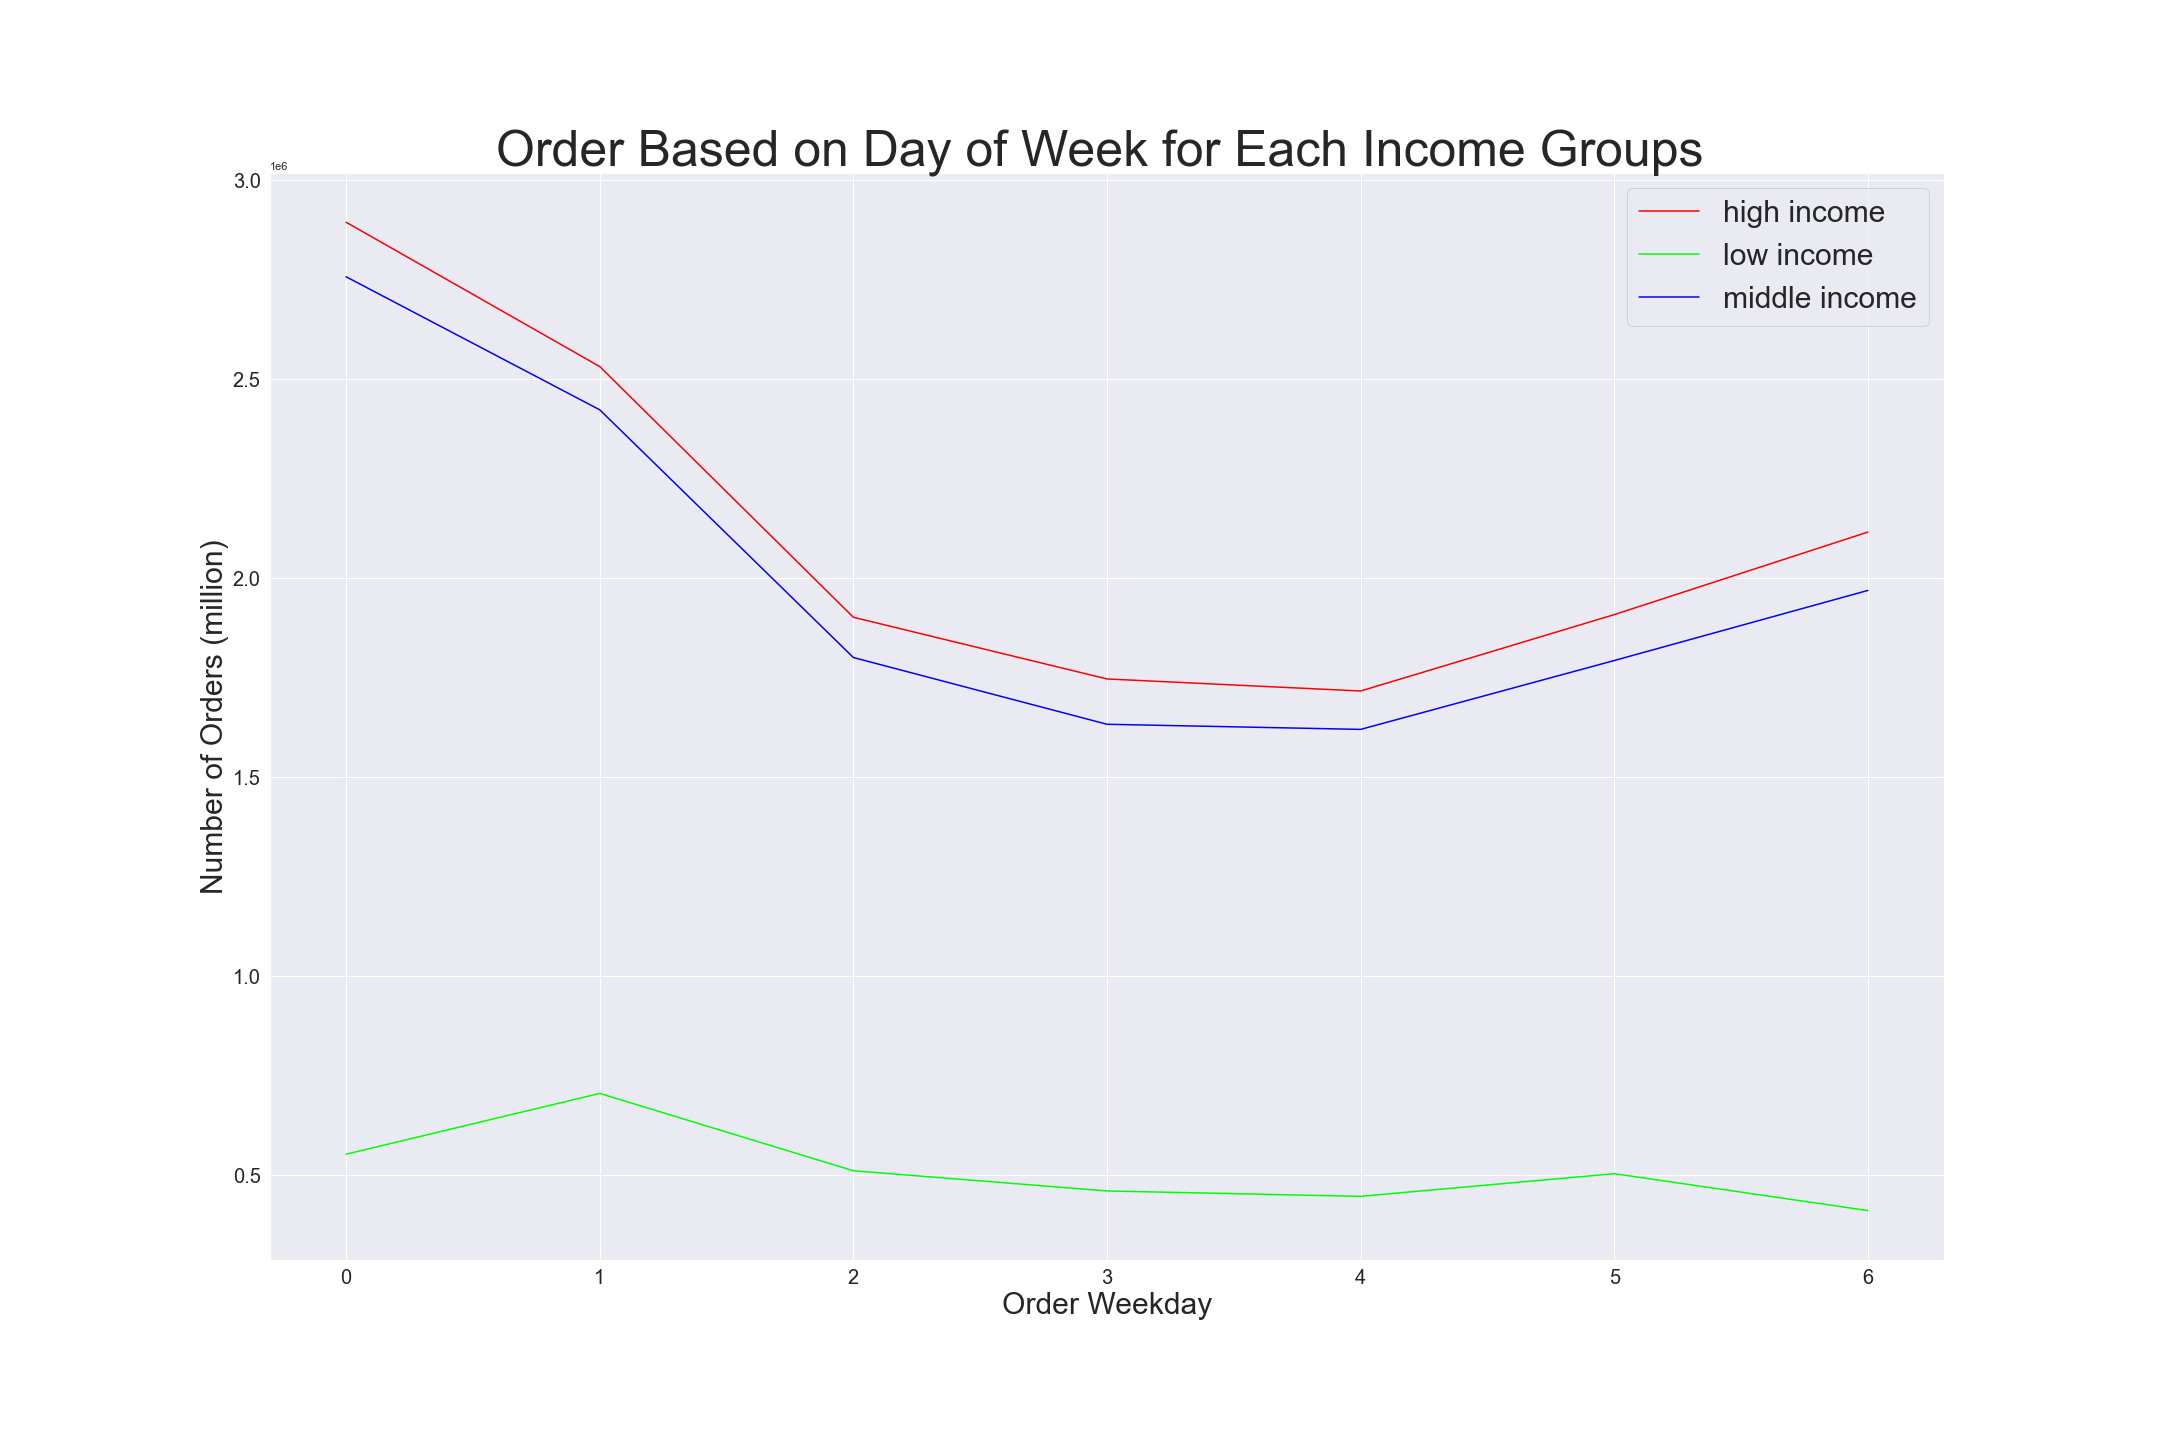 Order Based on Day of Week for Each Income Groups
1e6
3.0
2.5
2.0
1.5
1.0
0.5
Number of Orders (million)
high income
low income
middle income
0 1 2 3 4 5 6
Order Weekday